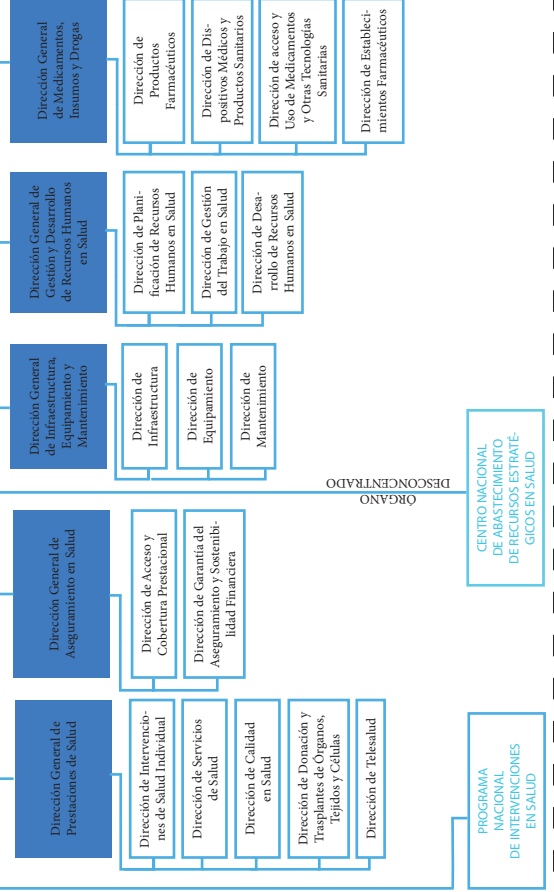 Dirección General de
Prestaciones de Salud
Dirección de Intervencio-
nes de Salud Individual
Dirección de Servicios
de Salud
Dirección de Calidad
en Salud
Dirección de Donación y
Trasplantes de Órganos,
Tejidos y Células
Dirección de Telesalud
PROGRAMA
NACIONAL
DE INTERVENCIONES
EN SALUD
Dirección General de
Aseguramiento en Salud
Dirección de Acceso y
Cobertura Prestacional
Dirección de Garantía del
Aseguramiento y Sostenibi-
lidad Financiera
ÓRGANO
DESCONCENTRADO
CENTRO NACIONAL
DE ABASTECIMIENTO
DE RECURSOS ESTRATÉ-
GICOS EN SALUD
Dirección General
de Infraestructura,
Equipamiento y
Mantenimiento
Dirección de
Infraestructura
Dirección de
Equipamiento
Dirección de
Mantenimiento
Dirección General de
Gestión y Desarrollo
de Recursos Humanos
en Salud
Dirección de Plani-
ficación de Recursos
Humanos en Salud
Dirección de Gestión
del Trabajo en Salud
Dirección de Desa-
rrollo de Recursos
Humanos en Salud
Dirección General
de Medicamentos,
Insumos y Drogas
Dirección de
Productos
Farmacéuticos
Dirección de Dis-
positivos Médicos y
Productos Sanitarios
Dirección de acceso y
Uso de Medicamentos
y Otras Tecnologías
Sanitarias
Dirección de Estableci-
mientos Farmacéuticos